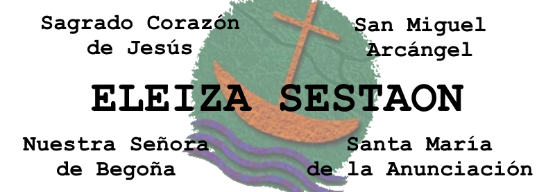 Sagrado Corazón
de Jesús
San Miguel
Arcángel
ELEIZA SESTAON
Nuestra Señora
de Begoña
Santa María
de la Anunciación